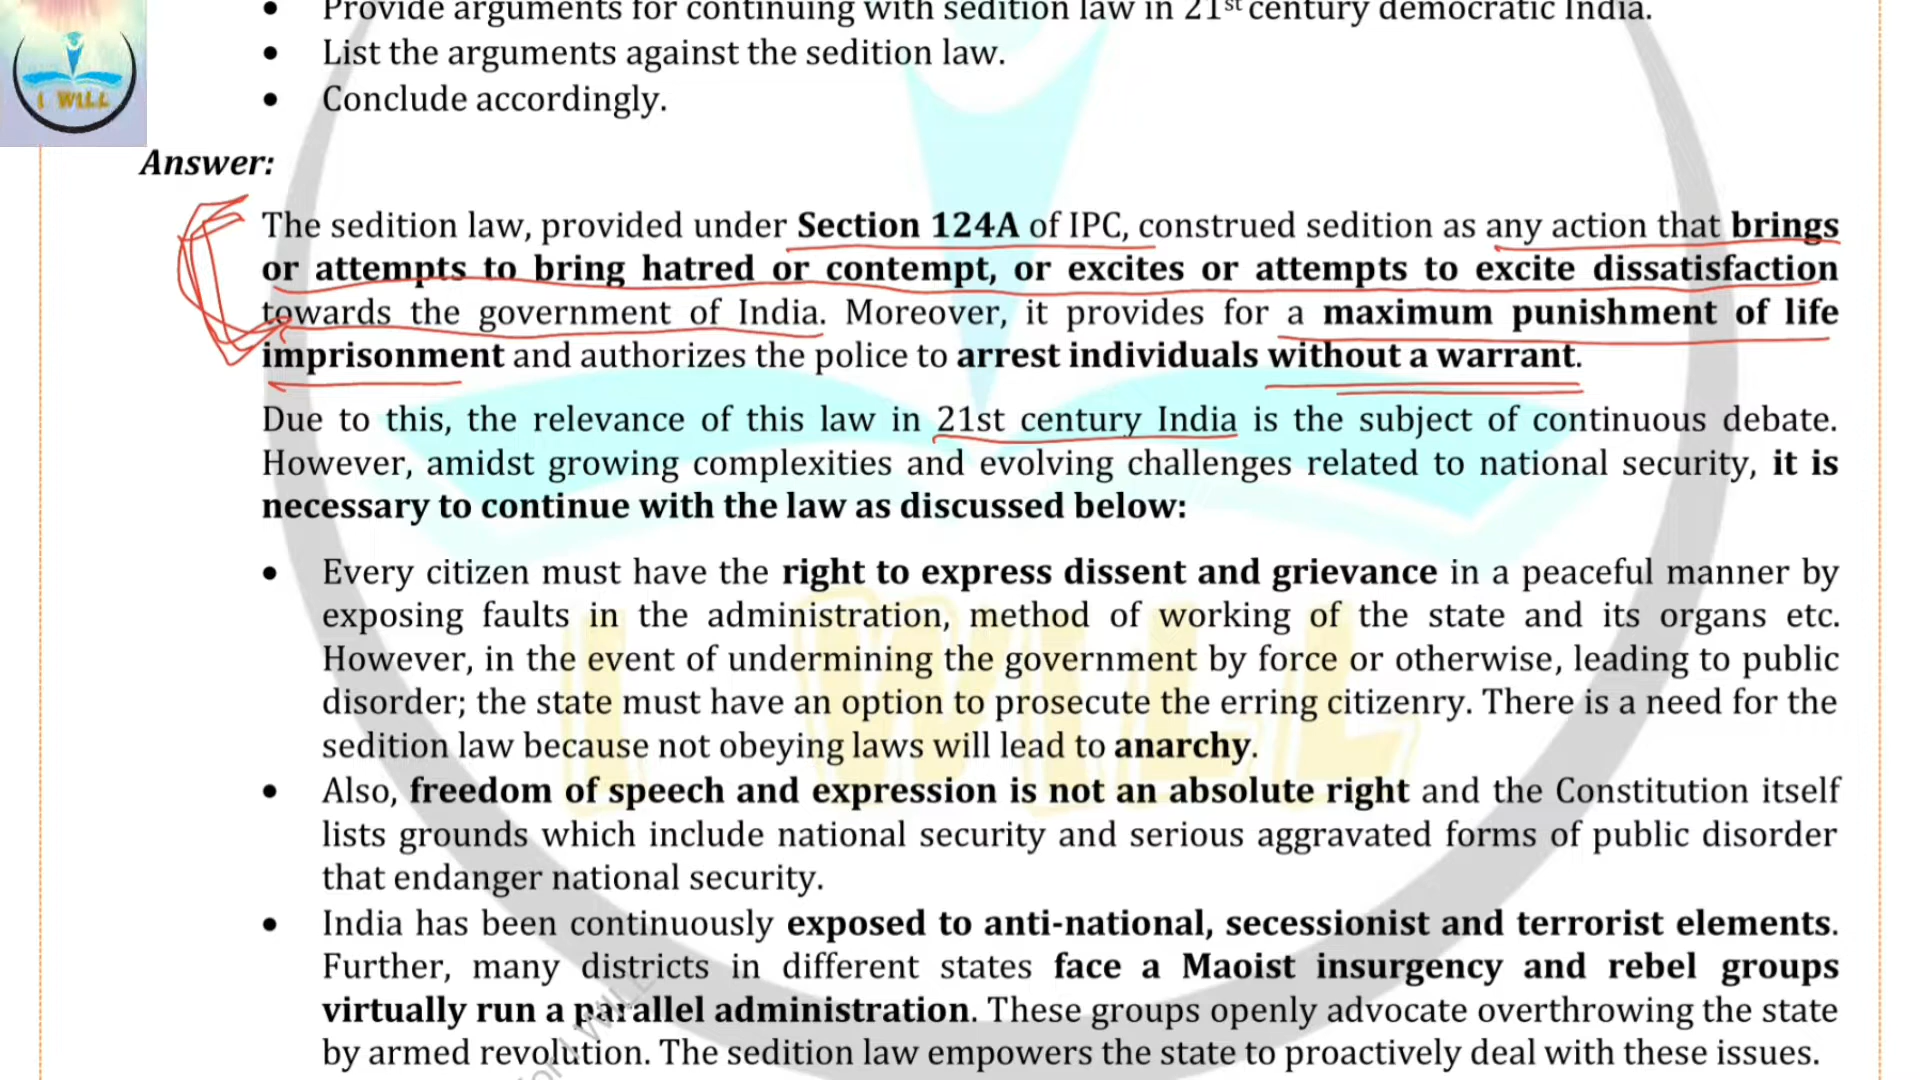 • Provide arguments for continuing with sedition law in 21st century democratic India.
• List the arguments against the sedition law.
• Conclude accordingly.
I WILL
Answer:
The sedition law, provided under Section 124A of IPC, construed sedition as any action that brings
or attempts to bring hatred or contempt, or excites or attempts to excite dissatisfaction
towards the government of India. Moreover, it provides for a maximum punishment of life
imprisonment and authorizes the police to arrest individuals without a warrant.
Due to this, the relevance of this law in 21st century India is the subject of continuous debate.
However, amidst growing complexities and evolving challenges related to national security, it is
necessary to continue with the law as discussed below:
• Every citizen must have the right to express dissent and grievance in a peaceful manner by
exposing faults in the administration, method of working of the state and its organs etc.
However, in the event of undermining the government by force or otherwise, leading to public
disorder; the state must have an option to prosecute the erring citizenry. There is a need for the
sedition law because not obeying laws will lead to anarchy.
• Also, freedom of speech and expression is not an absolute right and the Constitution itself
lists grounds which include national security and serious aggravated forms of public disorder
that endanger national security.
• India has been continuously exposed to anti-national, secessionist and terrorist elements.
Further, many districts in different states face a Maoist insurgency and rebel groups
virtually run a parallel administration. These groups openly advocate overthrowing the state
by armed revolution. The sedition law empowers the state to proactively deal with these issues.
I WILL